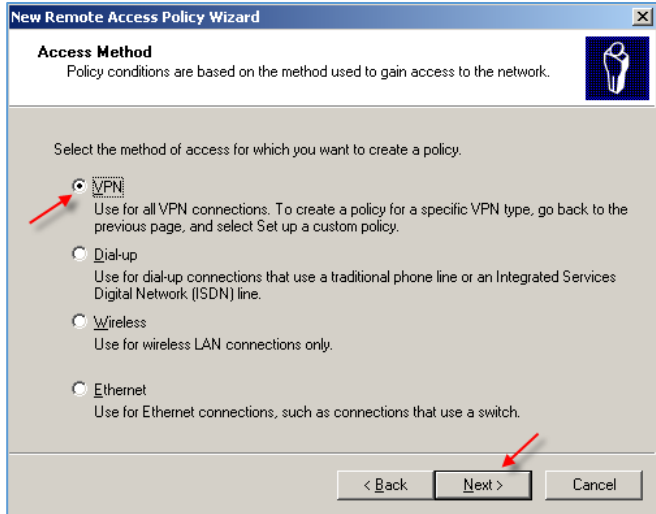 New Remote Access Policy Wizard
Access Method
Policy conditions are based on the method used to gain access to the network.
Select the method of access for which you want to create a policy.
VPN
Use for all VPN connections. To create a policy for a specific VPN type, go back to the
previous page, and select Set up a custom policy.
Dial-up
Use for dial-up connections that use a traditional phone line or an Integrated Services
Digital Network (ISDN) line.
Wireless
Use for wireless LAN connections only.
Ethernet
Use for Ethernet connections, such as connections that use a switch.
< Back Next > Cancel